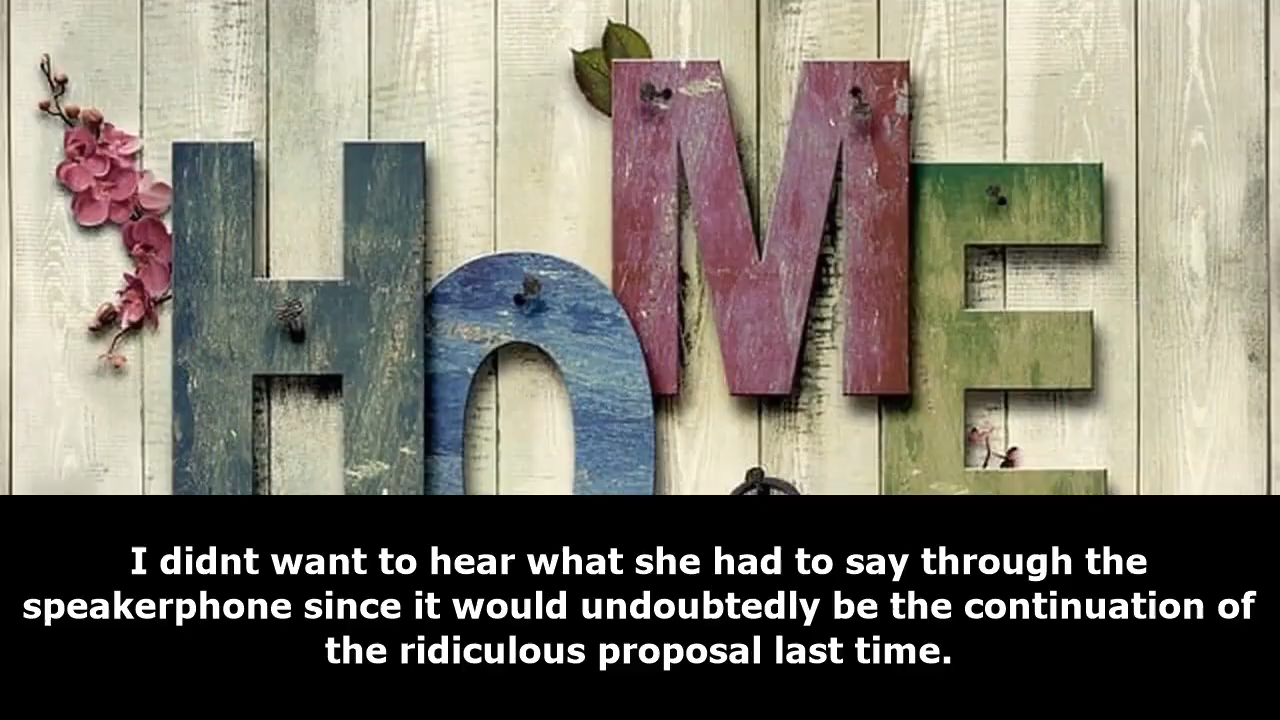 HOME
I didnt want to hear what she had to say through the
speakerphone since it would undoubtedly be the continuation of
the ridiculous proposal last time.